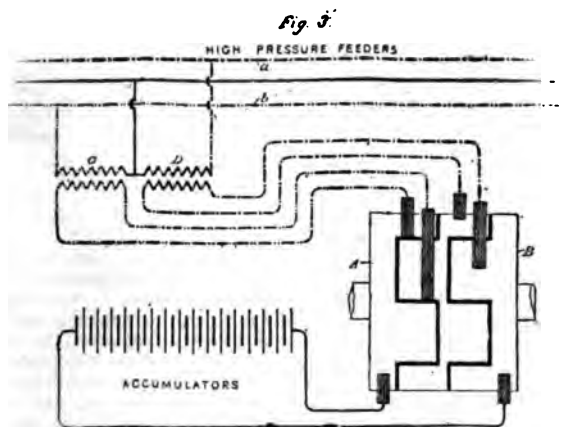 Fig. 3.
HIGH PRESSURE FEEDERS
a
b
C D
A B
ACCUMULATORS